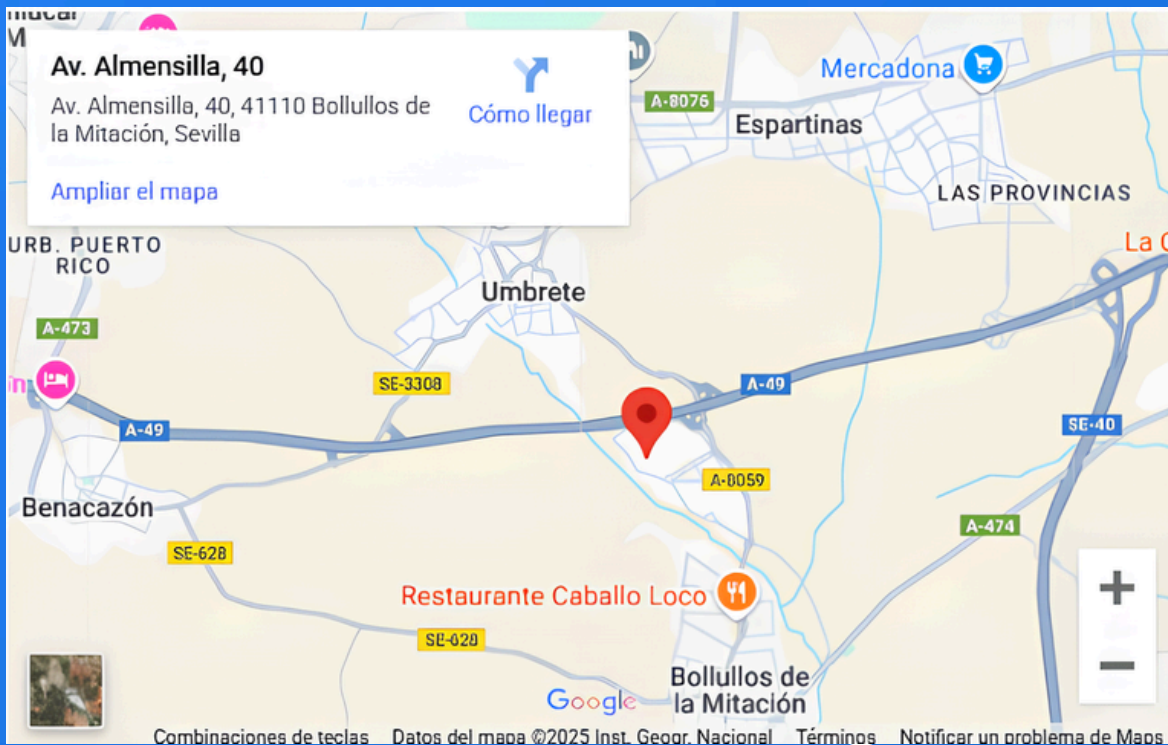 Av. Almensilla, 40
Av. Almensilla, 40, 41110 Bollullos de
la Mitación, Sevilla
Cómo llegar
Ampliar el mapa
Mercadona
A-8076
Espartinas
LAS PROVINCIAS
URB. PUERTO
RICO
La
Umbrete
A-473
SE-3308
A-49
A-49
SE-40
A-8059
Benacazón
A-474
SE-628
Restaurante Caballo Loco
SE-628
Bollullos de
la Mitación
Google
Combinaciones de teclas Datos del mapa ©2025 Inst. Geogr. Nacional Términos Notificar un problema de Maps